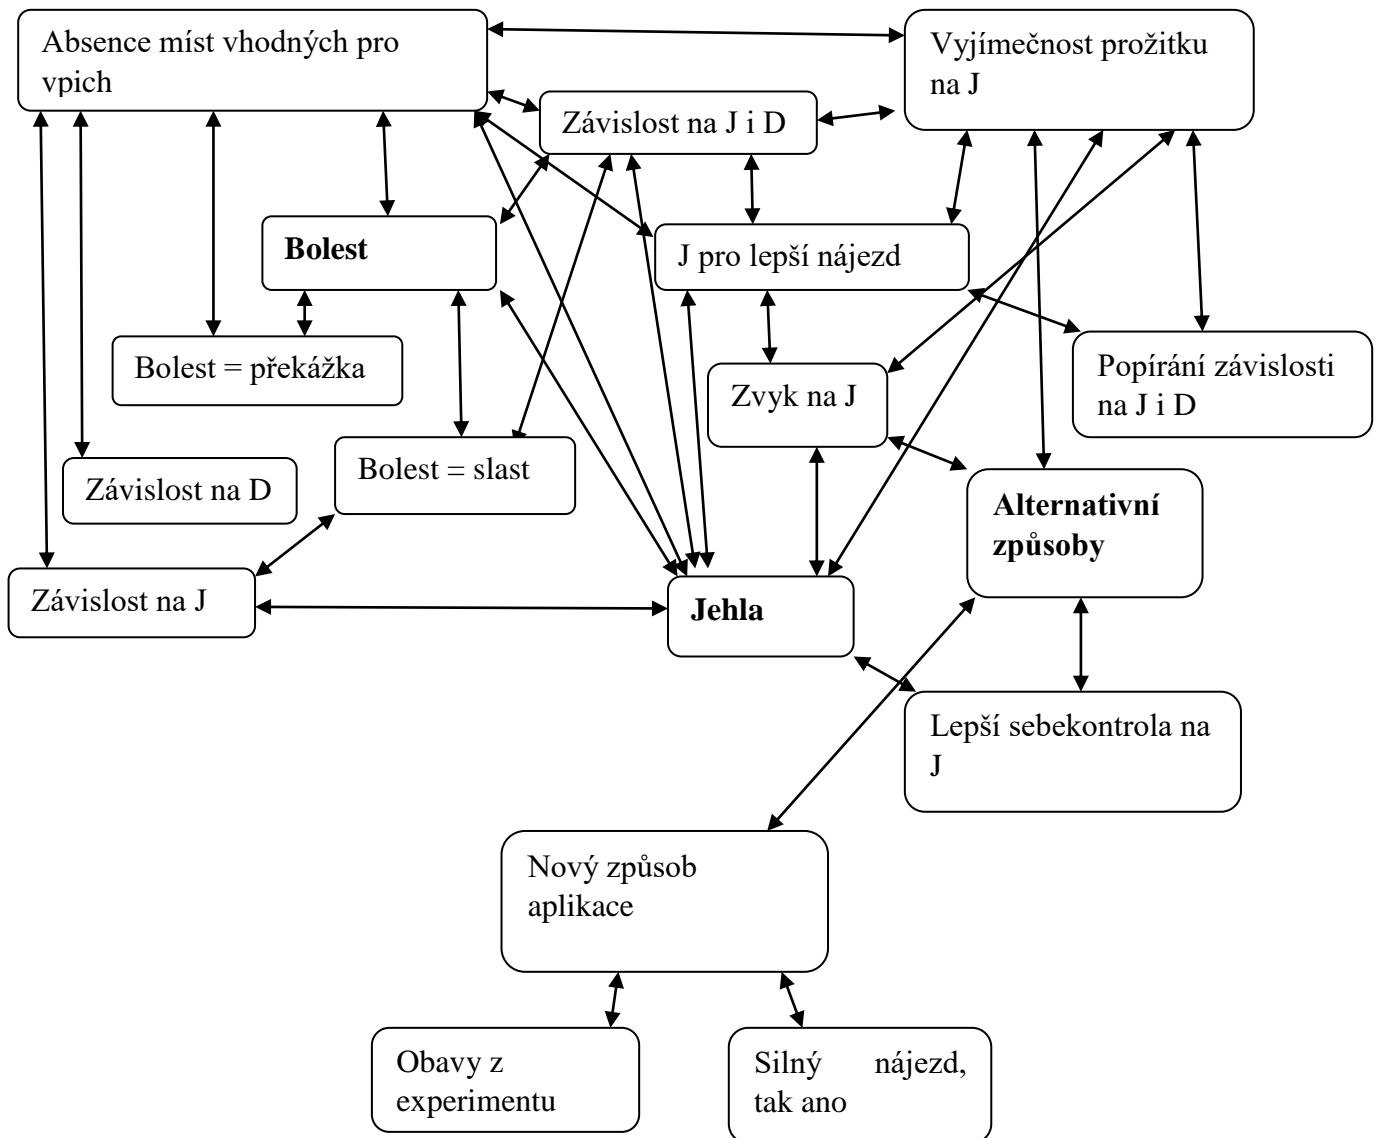 Absence míst vhodných pro
vpich
Vyjímečnost prožitku
na J
Závislost na J i D
Bolest
J pro lepší nájezd
Bolest = překážka
Zvyk na J
Popírání závislosti
na J i D
Bolest = slast
Závislost na D
Alternativní
způsoby
Závislost na J
Jehla
Lepší sebekontrola na
J
Nový způsob
aplikace
Obavy z
experimentu
Silný nájezd,
tak ano